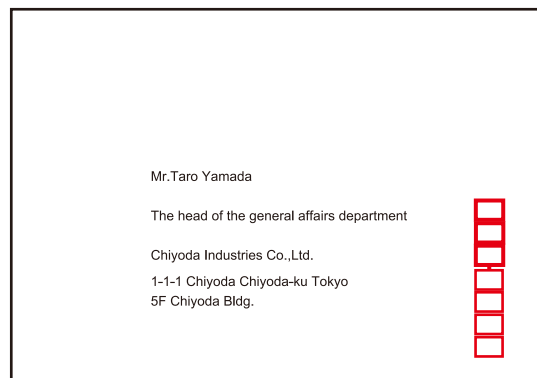 Mr.Taro Yamada
The head of the general affairs department
Chiyoda Industries Co.,Ltd.
1-1-1 Chiyoda Chiyoda-ku Tokyo
5F Chiyoda Bldg.